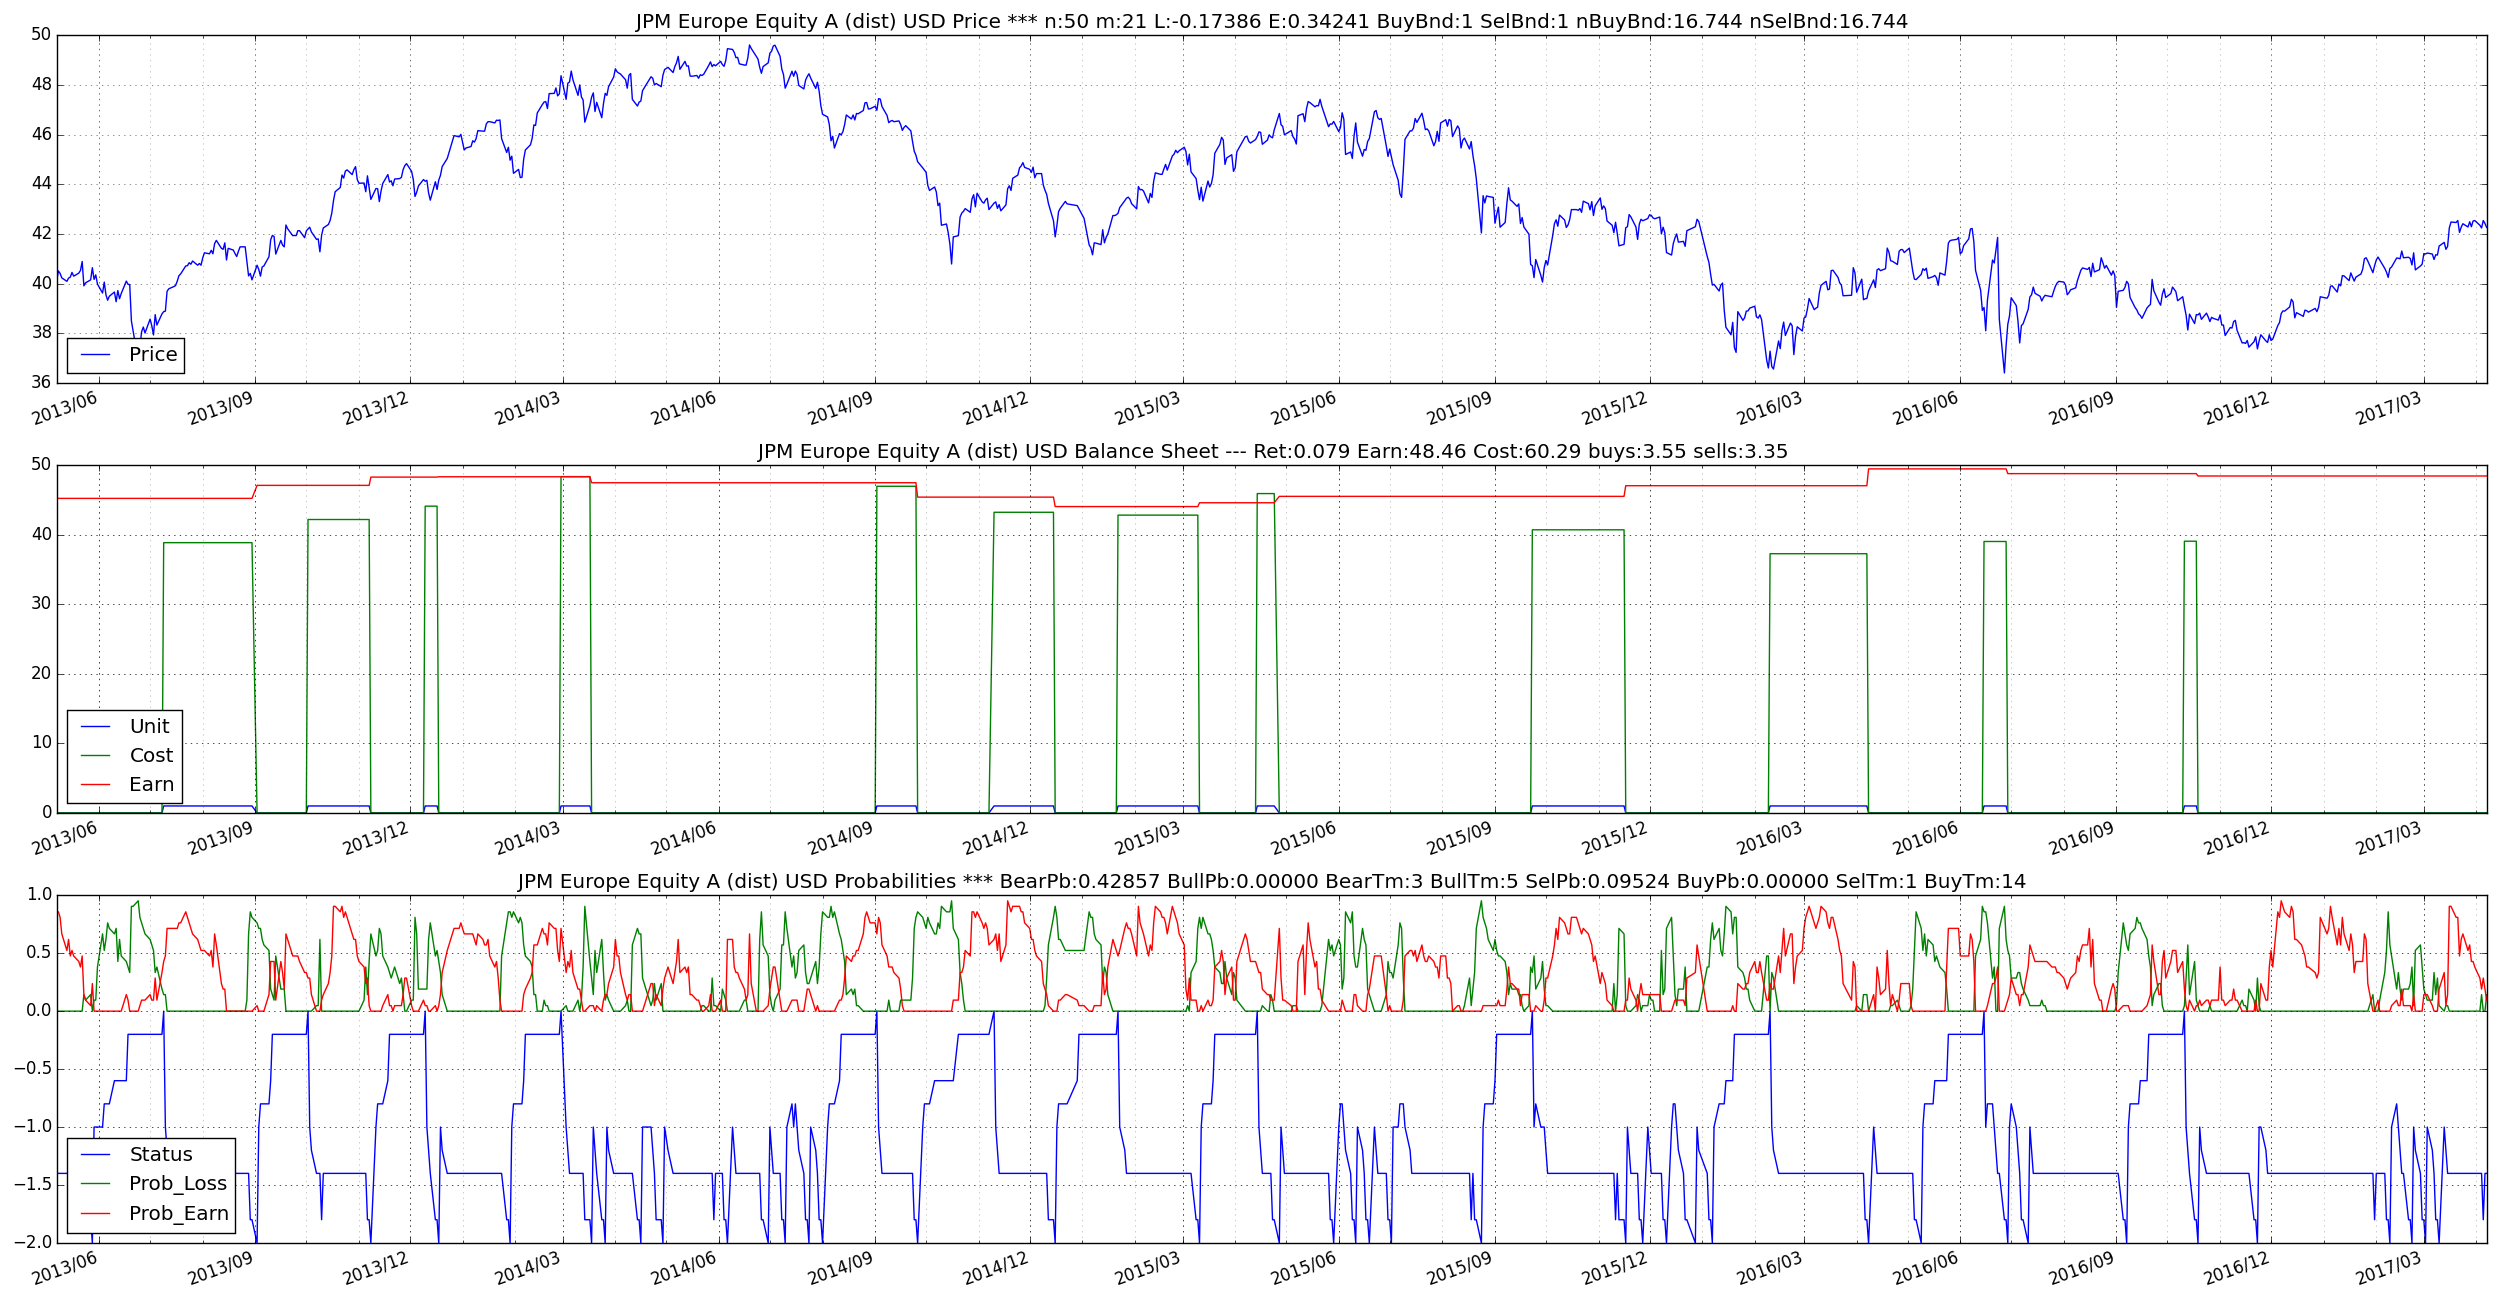 JPM Europe Equity A (dist) USD Price *** n:50 m:21 L:-0.17386 E:0.34241 BuyBnd:1 SelBnd:1 nBuyBnd:16.744 nSelBnd:16.744
50
48
46
44
42
40
38
36
Price
2013/06 2013/09 2013/12 2014/03 2014/06 2014/09 2014/12 2015/03 2015/06 2015/09 2015/12 2016/03 2016/06 2016/09 2016/12 2017/03
JPM Europe Equity A (dist) USD Balance Sheet --- Ret:0.079 Earn:48.46 Cost:60.29 buys:3.55 sells:3.35
50
40
30
20
10
0
Unit
Cost
Earn
2013/06 2013/09 2013/12 2014/03 2014/06 2014/09 2014/12 2015/03 2015/06 2015/09 2015/12 2016/03 2016/06 2016/09 2016/12 2017/03
JPM Europe Equity A (dist) USD Probabilities *** BearPb:0.42857 BullPb:0.00000 BearTm:3 BullTm:5 SelPb:0.09524 BuyPb:0.00000 SelTm:1 BuyTm:14
1.0
0.5
0.0
−0.5
−1.0
−1.5
−2.0
Status
Prob_Loss
Prob_Earn
2013/06 2013/09 2013/12 2014/03 2014/06 2014/09 2014/12 2015/03 2015/06 2015/09 2015/12 2016/03 2016/06 2016/09 2016/12 2017/03